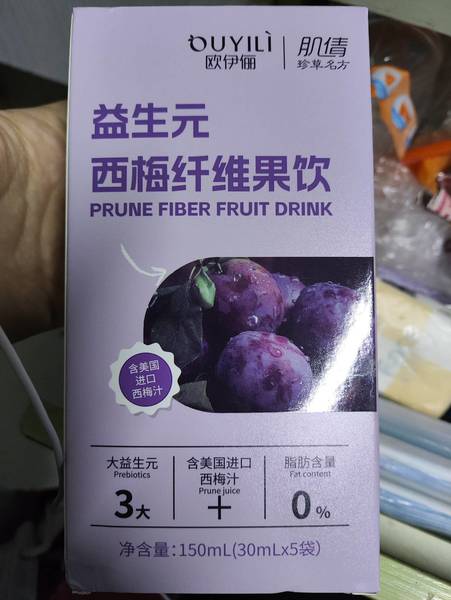 OUYILI
欧伊俪
肌倩
珍草名方
益生元
西梅纤维果饮
PRUNE FIBER FRUIT DRINK
含美国
进口
西梅汁
大益生元
Prebiotics
3大
含美国进口
西梅汁
Prune juice
+
脂肪含量
Fat content
0%
净含量:150mL(30mLx5袋)